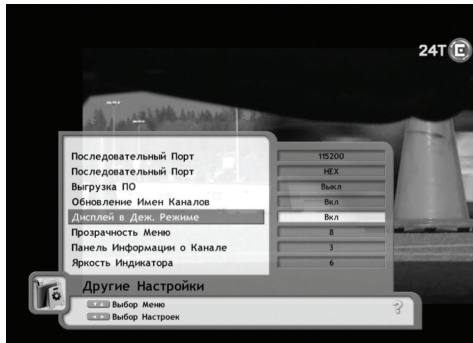 24T
Последовательный Порт 115200
Последовательный Порт HEX
Выгрузка ПО Выкл
Обновление Имен Каналов Вкл
Дисплей в Деж. Режиме Вкл
Прозрачность Меню 8
Панель Информации о Канале 3
Яркость Индикатора 6
Другие Настройки
Выбор Меню
Выбор Настроек
?